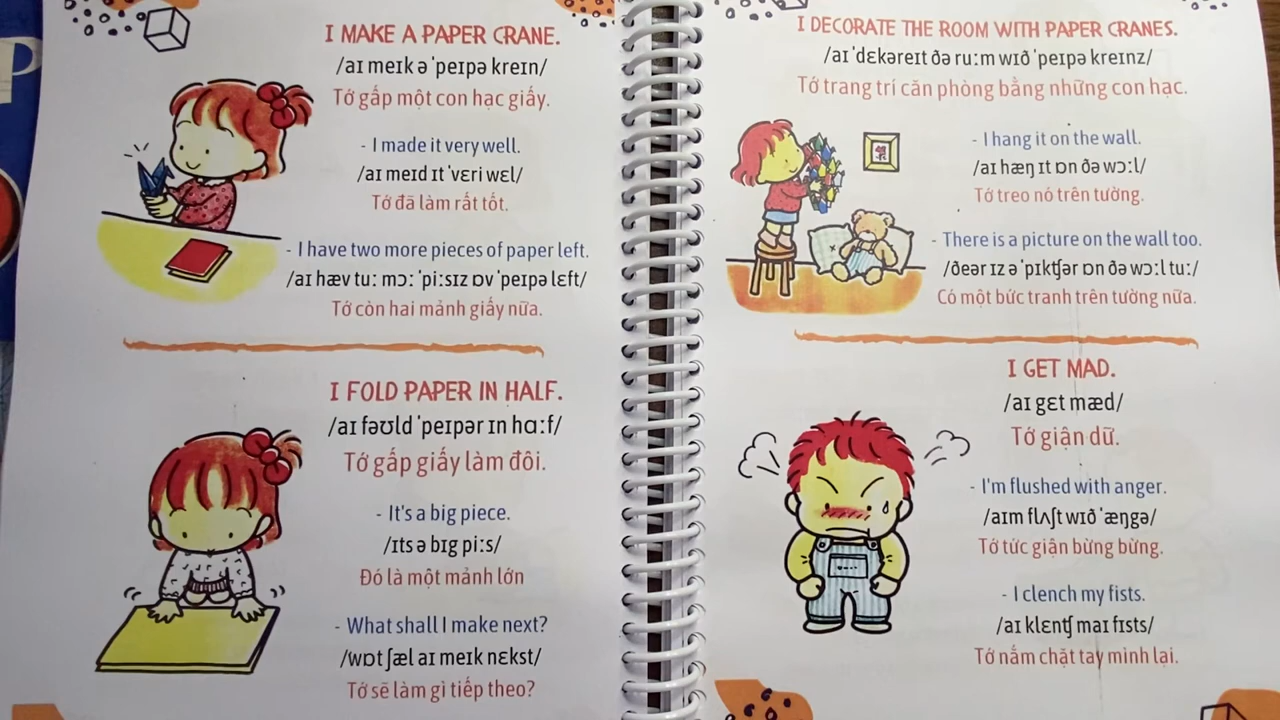 I MAKE A PAPER CRANE.
/aɪ meɪk ə ˈpeɪpə kreɪn/
Tớ gấp một con hạc giấy.
- I made it very well.
/aɪ meɪd ɪt ˈvɛri wɛl/
Tớ đã làm rất tốt.
- I have two more pieces of paper left.
/aɪ hæv tuː mɔː ˈpiːsɪz ɒv ˈpeɪpə lɛft/
Tớ còn hai mảnh giấy nữa.
I FOLD PAPER IN HALF.
/aɪ fəʊld ˈpeɪpər ɪn hɑːf/
Tớ gấp giấy làm đôi.
- It's a big piece.
/ɪts ə bɪg piːs/
Đó là một mảnh lớn
- What shall I make next?
/wɒt ʃæl aɪ meɪk nɛkst/
Tớ sẽ làm gì tiếp theo?
I DECORATE THE ROOM WITH PAPER CRANES.
/aɪ ˈdɛkəreɪt ðə ruːm wɪð ˈpeɪpə kreɪnz/
Tớ trang trí căn phòng bằng những con hạc.
- I hang it on the wall.
/aɪ hæŋ ɪt ɒn ðə wɔːl/
Tớ treo nó trên tường.
- There is a picture on the wall too.
/ðeər ɪz ə ˈpɪkʧər ɒn ðə wɔːl tuː/
Có một bức tranh trên tường nữa.
I GET MAD.
/aɪ gɛt mæd/
Tớ giận dữ.
- I'm flushed with anger.
/aɪm flʌʃt wɪð ˈæŋgə/
Tớ tức giận bừng bừng.
- I clench my fists.
/aɪ klɛnʧ maɪ fɪsts/
Tớ nắm chặt tay mình lại.